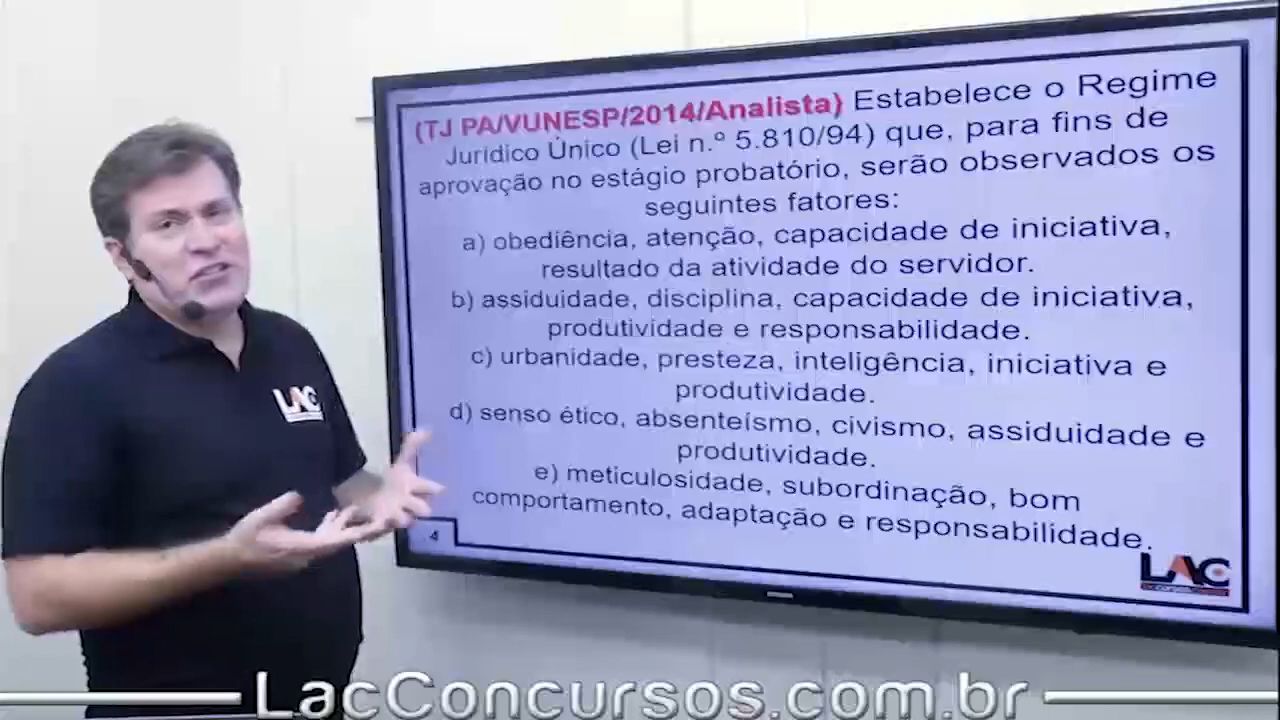 (TJ PA/VUNESP/2014/Analista) Estabelece o Regime
Jurídico Único (Lei n.º 5.810/94) que, para fins de
aprovação no estágio probatório, serão observados os
seguintes fatores:
a) obediência, atenção, capacidade de iniciativa,
resultado da atividade do servidor.
b) assiduidade, disciplina, capacidade de iniciativa,
produtividade e responsabilidade.
c) urbanidade, presteza, inteligência, iniciativa e
produtividade.
d) senso ético, absenteísmo, civismo, assiduidade e
produtividade.
e) meticulosidade, subordinação, bom
comportamento, adaptação e responsabilidade.
4
LAC
LAC
LacConcursos.com.br